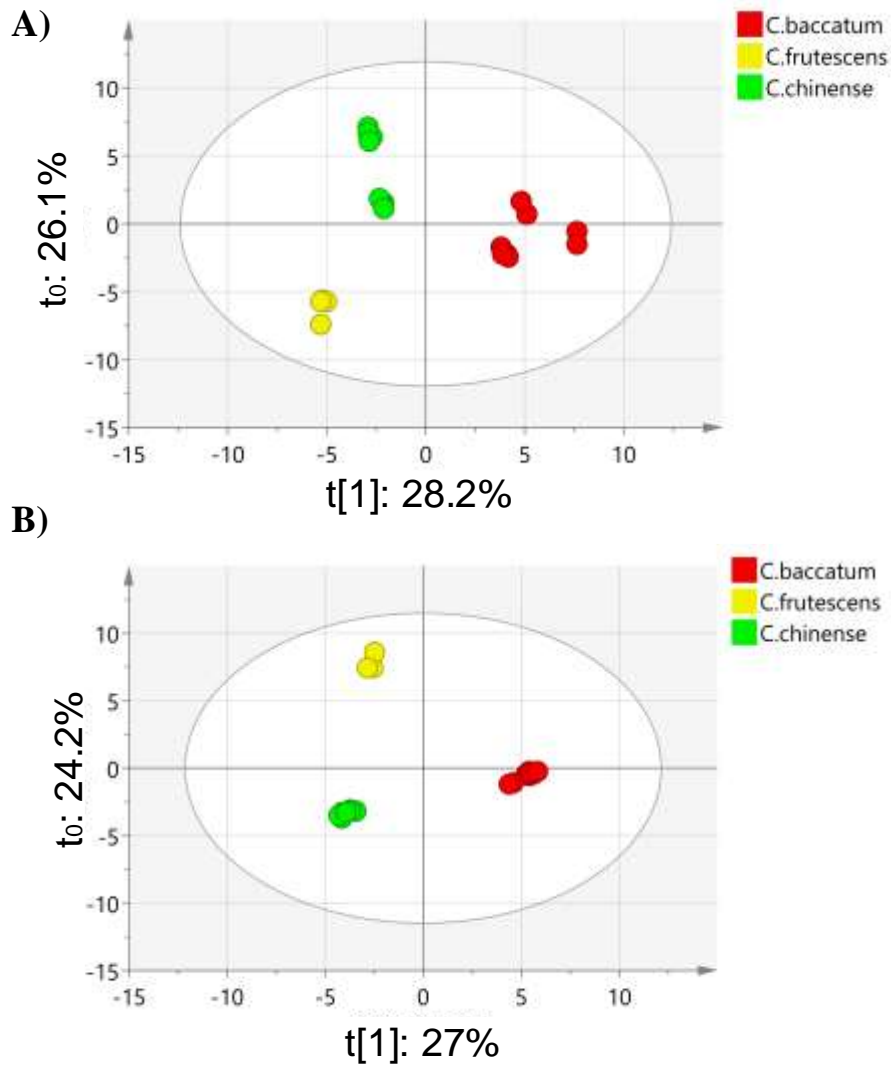 A)
C.baccatum
C.frutescens
C.chinense
10
5
0
-5
-10
-15
t₀: 26.1%
-15 -10 -5 0 5 10
t[1]: 28.2%
B)
C.baccatum
C.frutescens
C.chinense
10
5
0
-5
-10
-15
t₀: 24.2%
-15 -10 -5 0 5 10
t[1]: 27%